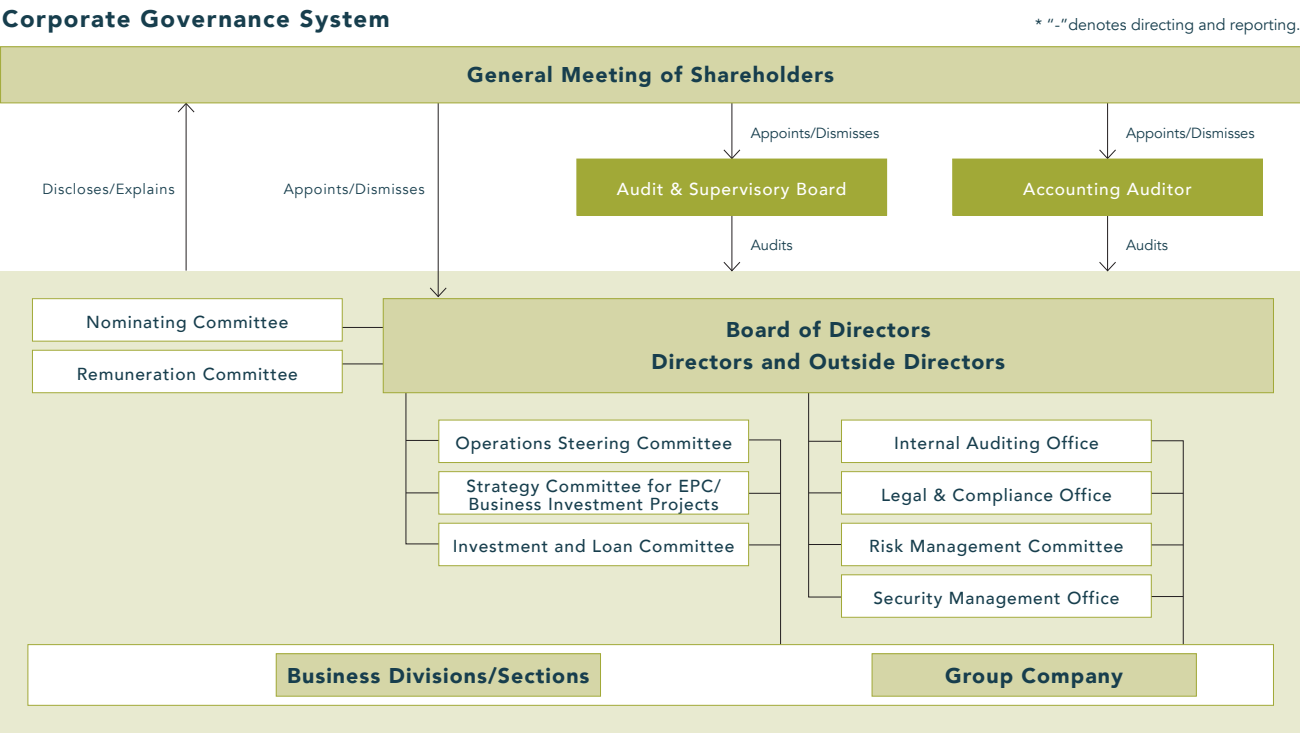 Corporate Governance System
* “-”denotes directing and reporting.
General Meeting of Shareholders
Discloses/Explains
Appoints/Dismisses
Appoints/Dismisses
Appoints/Dismisses
Audit & Supervisory Board
Accounting Auditor
Audits
Audits
Nominating Committee
Remuneration Committee
Board of Directors
Directors and Outside Directors
Operations Steering Committee
Strategy Committee for EPC/
Business Investment Projects
Investment and Loan Committee
Internal Auditing Office
Legal & Compliance Office
Risk Management Committee
Security Management Office
Business Divisions/Sections
Group Company